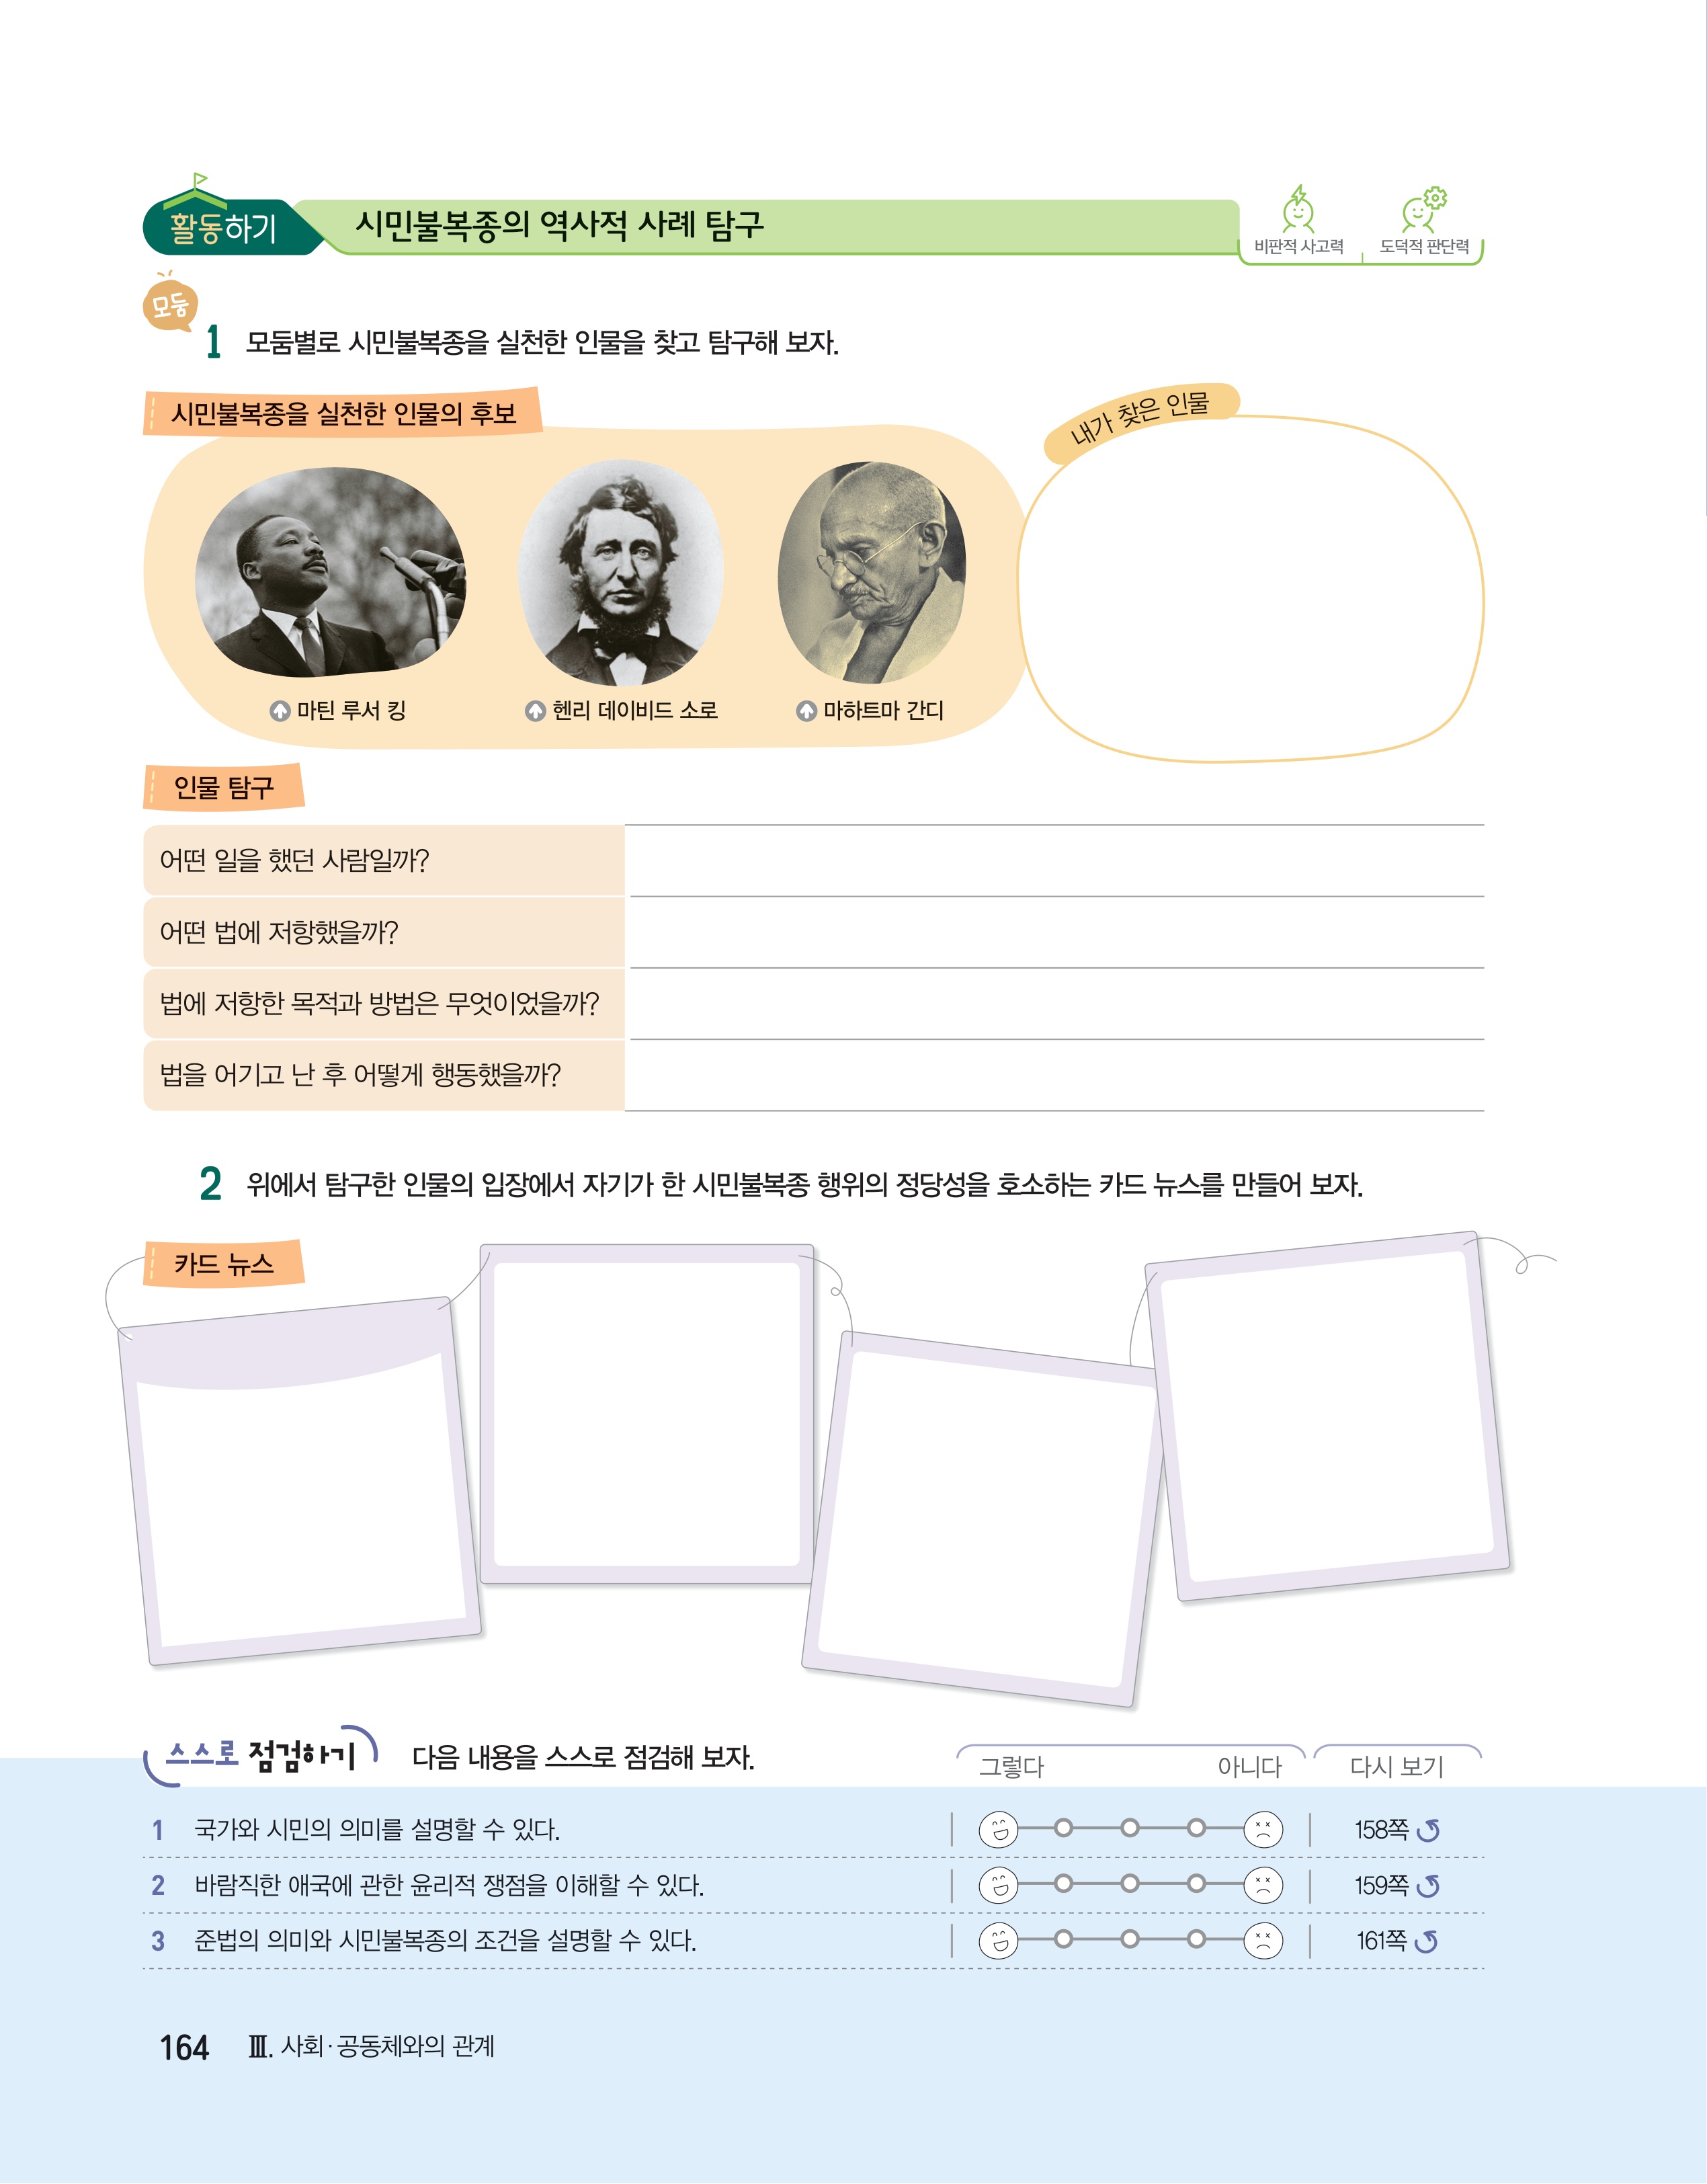 활동하기
시민불복종의 역사적 사례 탐구
비판적 사고력
도덕적 판단력
모둠
1 모둠별로 시민불복종을 실천한 인물을 찾고 탐구해 보자.
시민불복종을 실천한 인물의 후보
내가 찾은 인물
마틴 루서 킹
헨리 데이비드 소로
마하트마 간디
인물 탐구
어떤 일을 했던 사람일까?
어떤 법에 저항했을까?
법에 저항한 목적과 방법은 무엇이었을까?
법을 어기고 난 후 어떻게 행동했을까?
2 위에서 탐구한 인물의 입장에서 자기가 한 시민불복종 행위의 정당성을 호소하는 카드 뉴스를 만들어 보자.
카드 뉴스
스스로 점검하기 다음 내용을 스스로 점검해 보자. 그렇다 아니다 다시 보기
1 국가와 시민의 의미를 설명할 수 있다. 158쪽
2 바람직한 애국에 관한 윤리적 쟁점을 이해할 수 있다. 159쪽
3 준법의 의미와 시민불복종의 조건을 설명할 수 있다. 161쪽
164 Ⅲ. 사회·공동체와의 관계